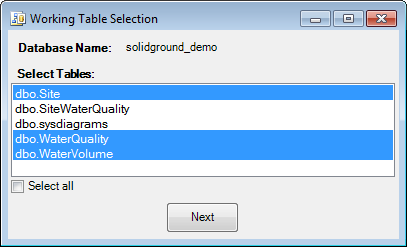 Working Table Selection
Database Name: solidground_demo
Select Tables:
dbo.Site
dbo.SiteWaterQuality
dbo.sysdiagrams
dbo.WaterQuality
dbo.WaterVolume
Select all
Next